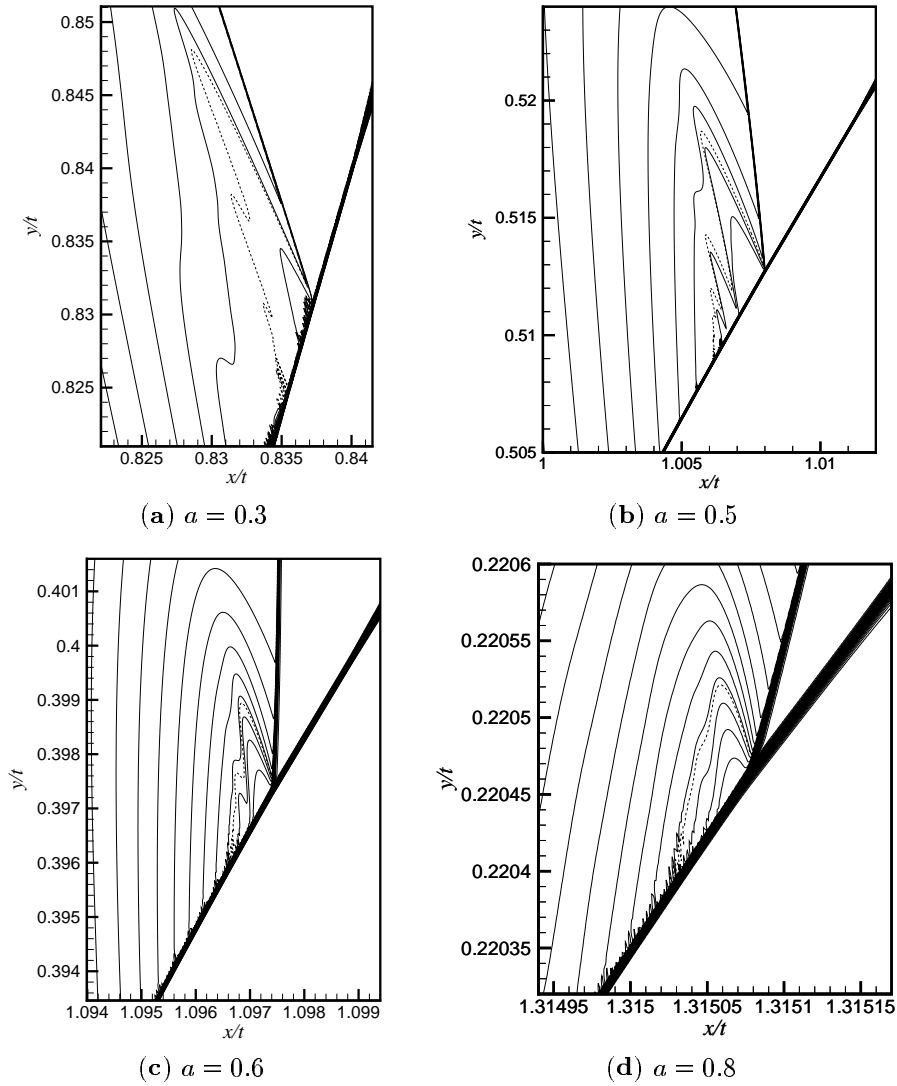 0.85
0.845
0.84
0.835
0.83
0.825
y/t
0.825 0.83 0.835 0.84
x/t
(a) a = 0.3
0.52
0.515
0.51
0.505
y/t
1 1.005 1.01
x/t
(b) a = 0.5
0.401
0.4
0.399
0.398
0.397
0.396
0.395
0.394
y/t
1.094 1.095 1.096 1.097 1.098 1.099
x/t
(c) a = 0.6
0.2206
0.22055
0.2205
0.22045
0.2204
0.22035
y/t
1.31495 1.315 1.31505 1.3151 1.31515
x/t
(d) a = 0.8